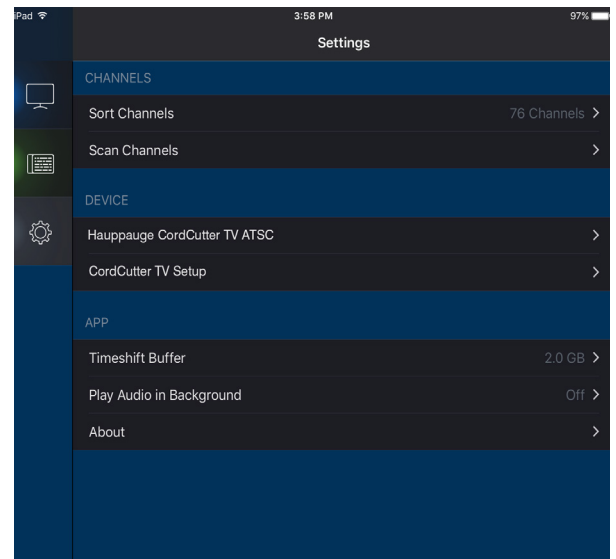 iPad 3:58 PM 97%
Settings
CHANNELS
Sort Channels 76 Channels
Scan Channels
DEVICE
Hauppauge CordCutter TV ATSC
CordCutter TV Setup
APP
Timeshift Buffer 2.0 GB
Play Audio in Background Off
About